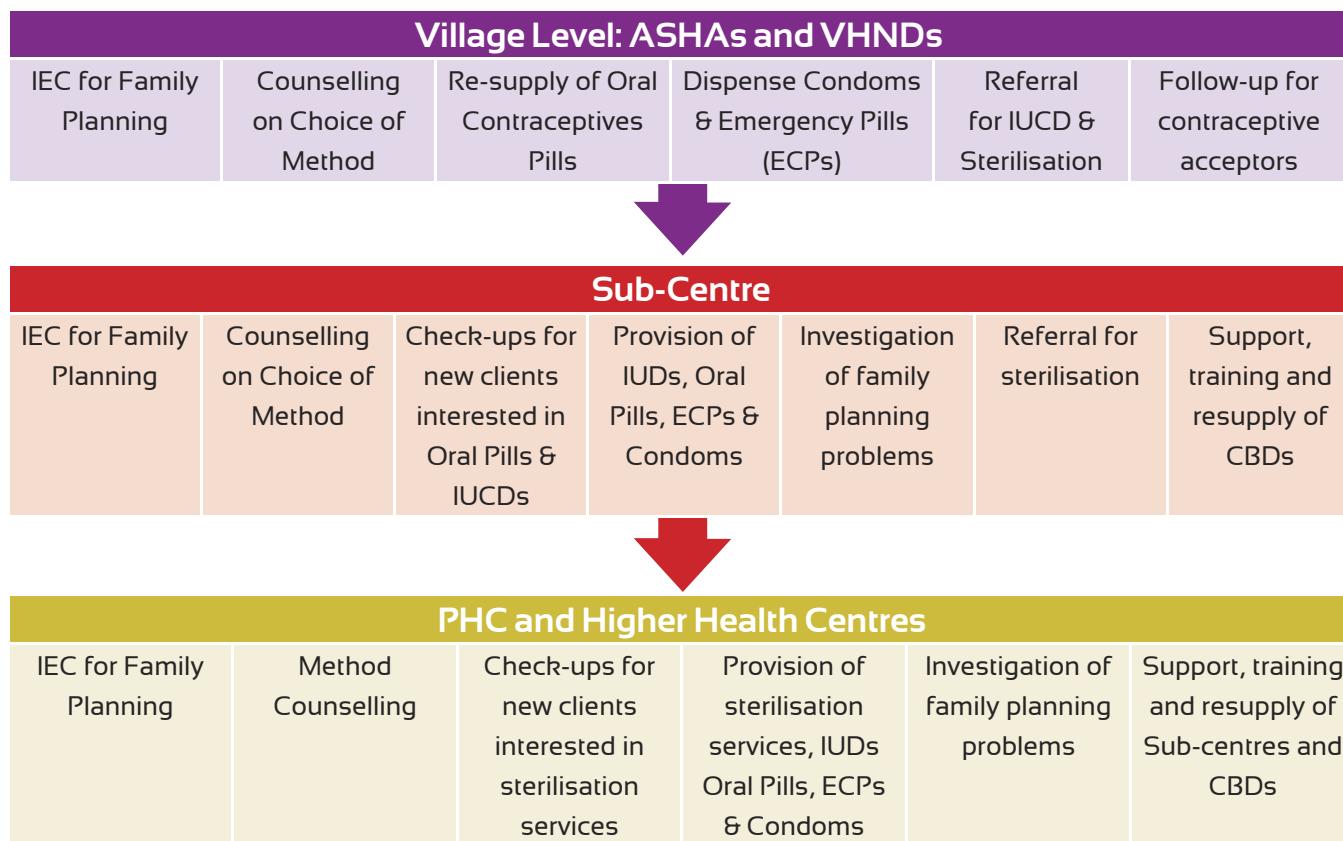 Village Level: ASHAs and VHNDs
IEC for Family
Planning
Counselling
on Choice of
Method
Re-supply of Oral
Contraceptives
Pills
Dispense Condoms
& Emergency Pills
(ECPs)
Referral
for IUCD &
Sterilisation
Follow-up for
contraceptive
acceptors
Sub-Centre
IEC for Family
Planning
Counselling
on Choice of
Method
Check-ups for
new clients
interested in
Oral Pills &
IUCDs
Provision of
IUDs, Oral
Pills, ECPs &
Condoms
Investigation
of family
planning
problems
Referral for
sterilisation
Support,
training and
resupply of
CBDs
PHC and Higher Health Centres
IEC for Family
Planning
Method
Counselling
Check-ups for
new clients
interested in
sterilisation
services
Provision of
sterilisation
services, IUDs
Oral Pills, ECPs
& Condoms
Investigation of
family planning
problems
Support, training
and resupply of
Sub-centres and
CBDs